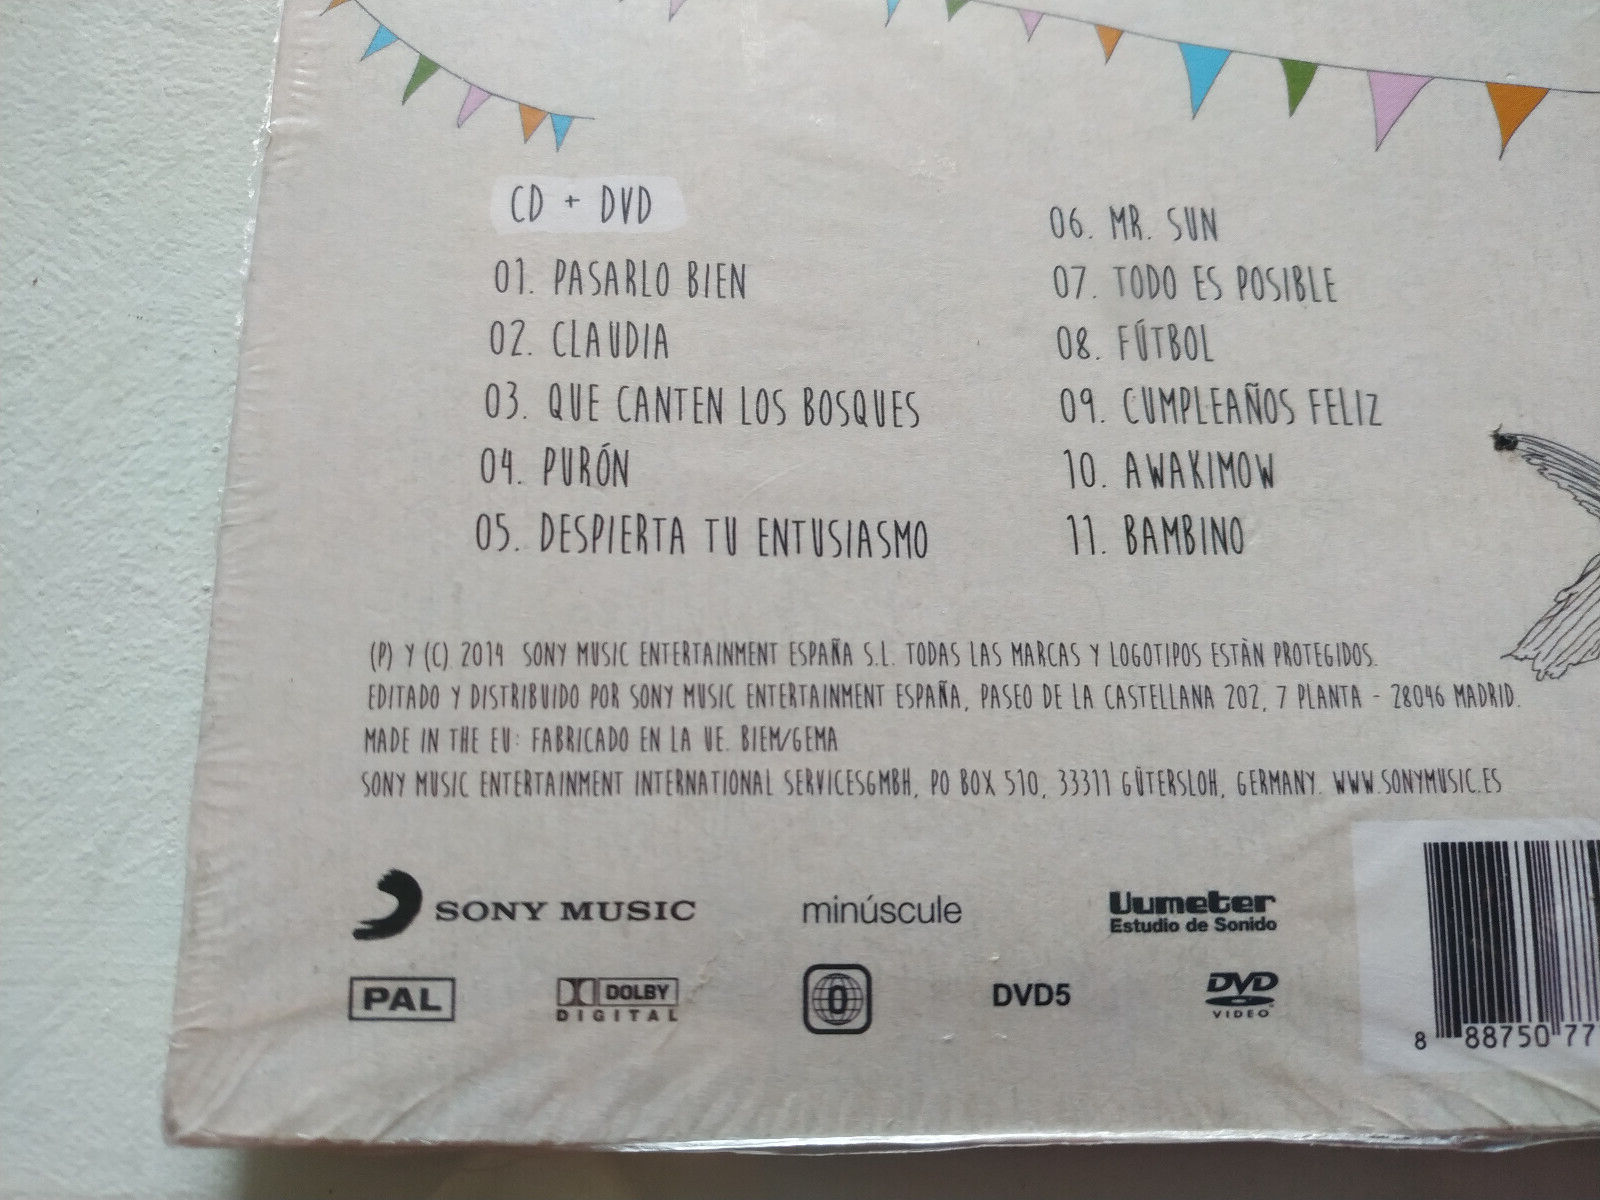 CD + DVD
01. PASARLO BIEN
02. CLAUDIA
03. QUE CANTEN LOS BOSQUES
04. PURÓN
05. DESPIERTA TU ENTUSIASMO
06. MR. SUN
07. TODO ES POSIBLE
08. FÚTBOL
09. CUMPLEAÑOS FELIZ
10. AWAKIMOW
11. BAMBINO
(P) Y (C) 2014 SONY MUSIC ENTERTAINMENT ESPAÑA S.L. TODAS LAS MARCAS Y LOGOTIPOS ESTÀN PROTEGIDOS.
EDITADO Y DISTRIBUIDO POR SONY MUSIC ENTERTAINMENT ESPAÑA, PASEO DE LA CASTELLANA 202, 7 PLANTA - 28046 MADRID.
MADE IN THE EU: FABRICADO EN LA UE. BIEM/GEMA
SONY MUSIC ENTERTAINMENT INTERNATIONAL SERVICESGMBH, PO BOX 510, 33311 GÜTERSLOH, GERMANY. WWW.SONYMUSIC.ES
SONY MUSIC
minúscule
Uumeter
Estudio de Sonido
PAL
DOLBY
DIGITAL
0
DVD5
DVD
VIDEO
8 88750 77